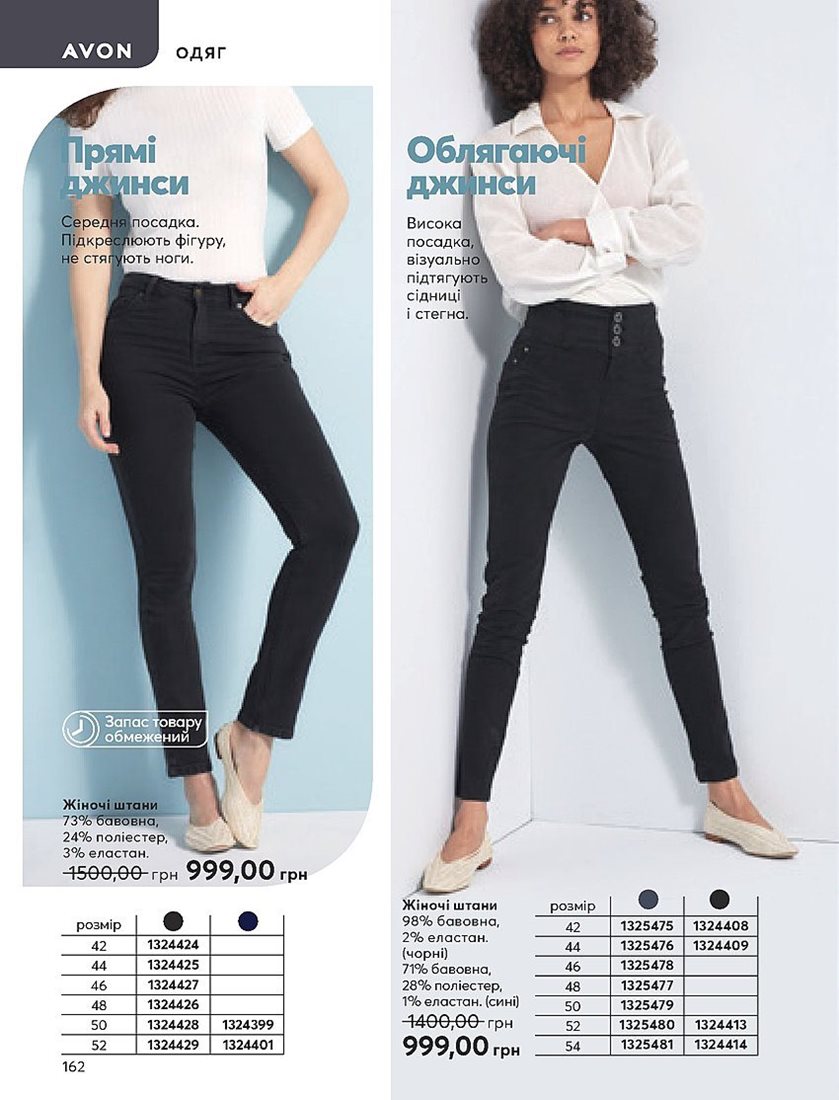 AVON
ОДЯГ
Прямі
джинси
Середня посадка.
Підкреслюють фігуру,
не стягують ноги.
Облягаючі
джинси
Висока
посадка,
візуально
підтягують
сідниці
і стегна.
Запас товару
обмежений
Жіночі штани
73% бавовна,
24% поліестер,
3% еластан.
1500,00 грн 999,00 грн
розмір
42 1324424
44 1324425
46 1324427
48 1324426
50 1324428 1324399
52 1324429 1324401
Жіночі штани
98% бавовна,
2% еластан.
(чорні)
71% бавовна,
28% поліестер,
1% еластан. (сині)
1400,00 грн
999,00 грн
розмір
42 1325475 1324408
44 1325476 1324409
46 1325478
48 1325477
50 1325479
52 1325480 1324413
54 1325481 1324414
162